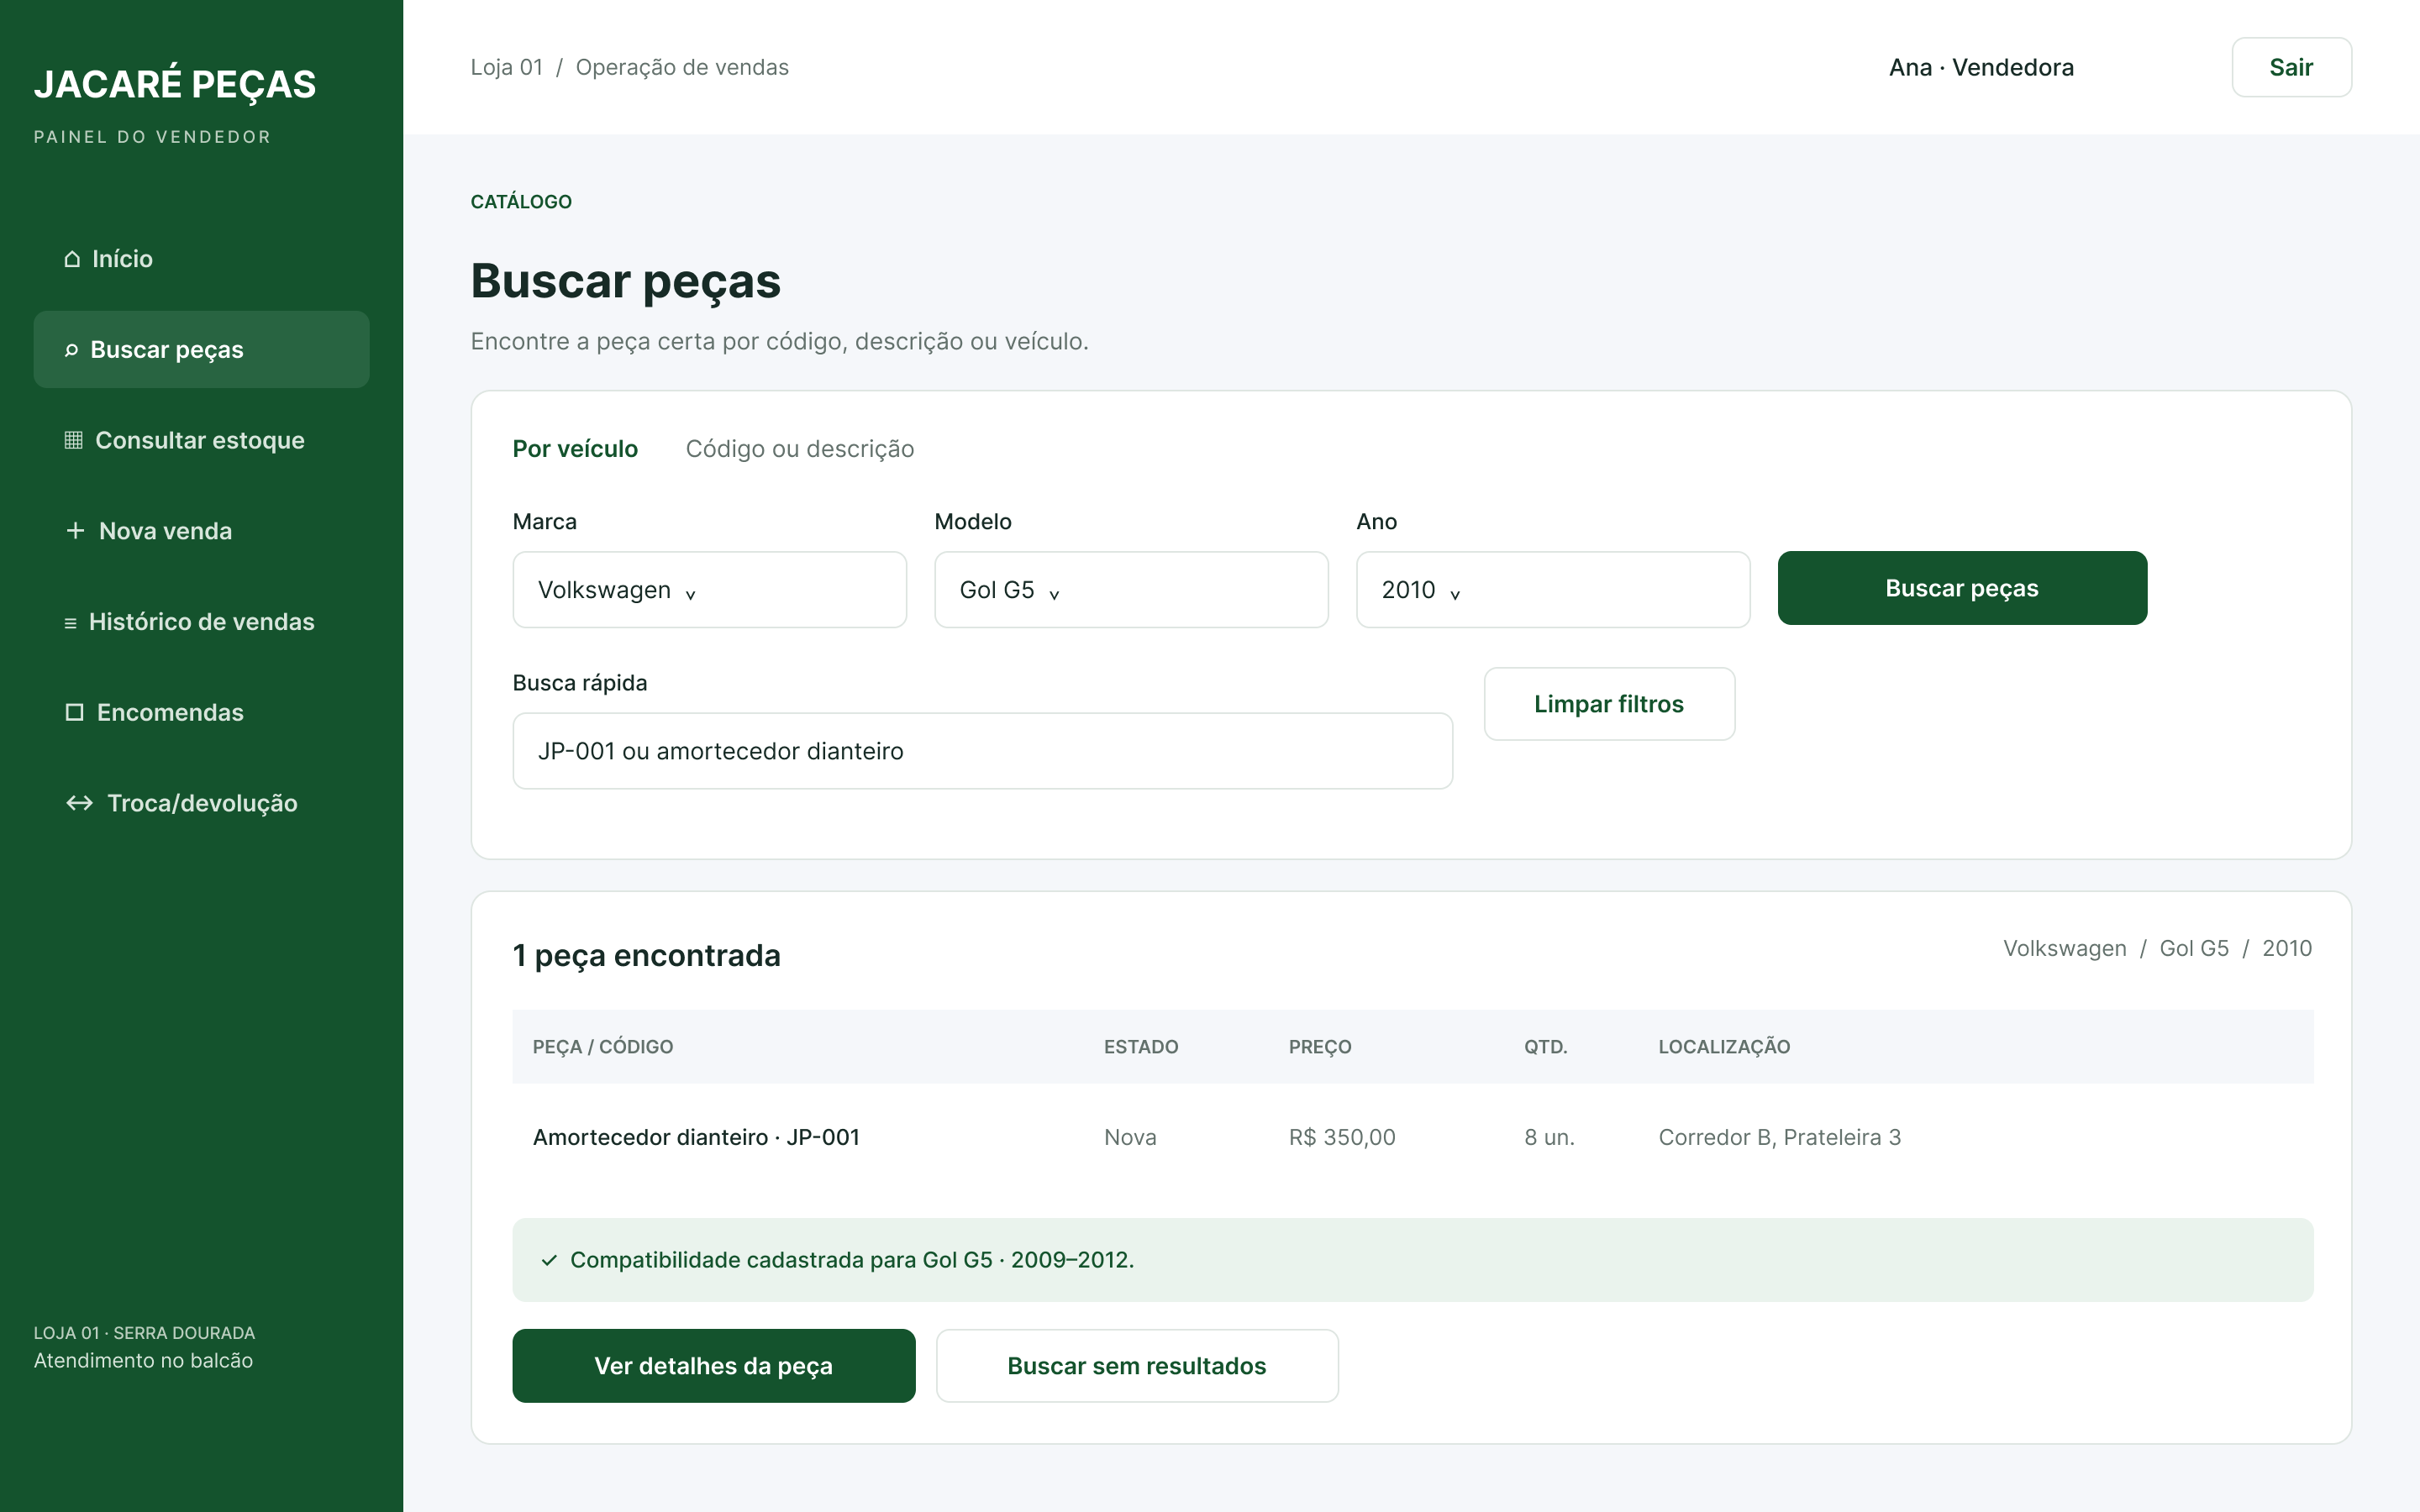 JACARÉ PEÇAS
PAINEL DO VENDEDOR
Início
Buscar peças
Consultar estoque
Nova venda
Histórico de vendas
Encomendas
Troca/devolução
LOJA 01 · SERRA DOURADA
Atendimento no balcão
Loja 01 / Operação de vendas
Ana · Vendedora
Sair
CATÁLOGO
Buscar peças
Encontre a peça certa por código, descrição ou veículo.
Por veículo
Código ou descrição
Marca
Modelo
Ano
Volkswagen
Gol G5
2010
Buscar peças
Busca rápida
JP-001 ou amortecedor dianteiro
Limpar filtros
1 peça encontrada
Volkswagen / Gol G5 / 2010
PEÇA / CÓDIGO ESTADO PREÇO QTD. LOCALIZAÇÃO
Amortecedor dianteiro · JP-001 Nova R$ 350,00 8 un. Corredor B, Prateleira 3
✓ Compatibilidade cadastrada para Gol G5 · 2009–2012.
Ver detalhes da peça
Buscar sem resultados